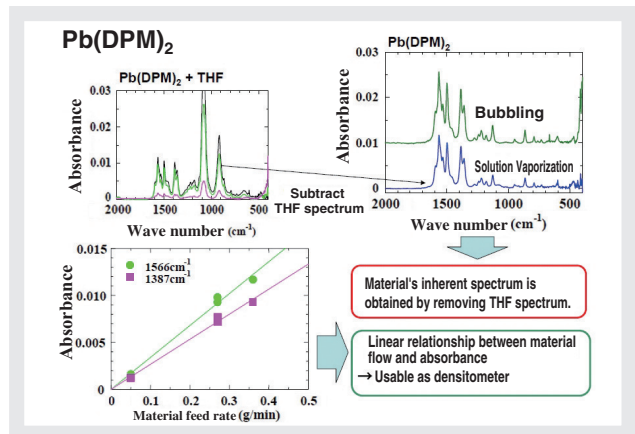 Pb(DPM)₂
Pb(DPM)₂ + THF
Absorbance
0.03
0.02
0.01
0
2000 1500 1000 500
Wave number (cm⁻¹)
Subtract
THF spectrum
Pb(DPM)₂
Absorbance
0.03
0.02
0.01
0
Bubbling
Solution Vaporization
2000 1500 1000 500
Wave number (cm⁻¹)
Absorbance
0.015
0.010
0.005
0
1566cm⁻¹
1387cm⁻¹
0 0.1 0.2 0.3 0.4 0.5
Material feed rate (g/min)
Material's inherent spectrum is
obtained by removing THF spectrum.
Linear relationship between material
flow and absorbance
→ Usable as densitometer